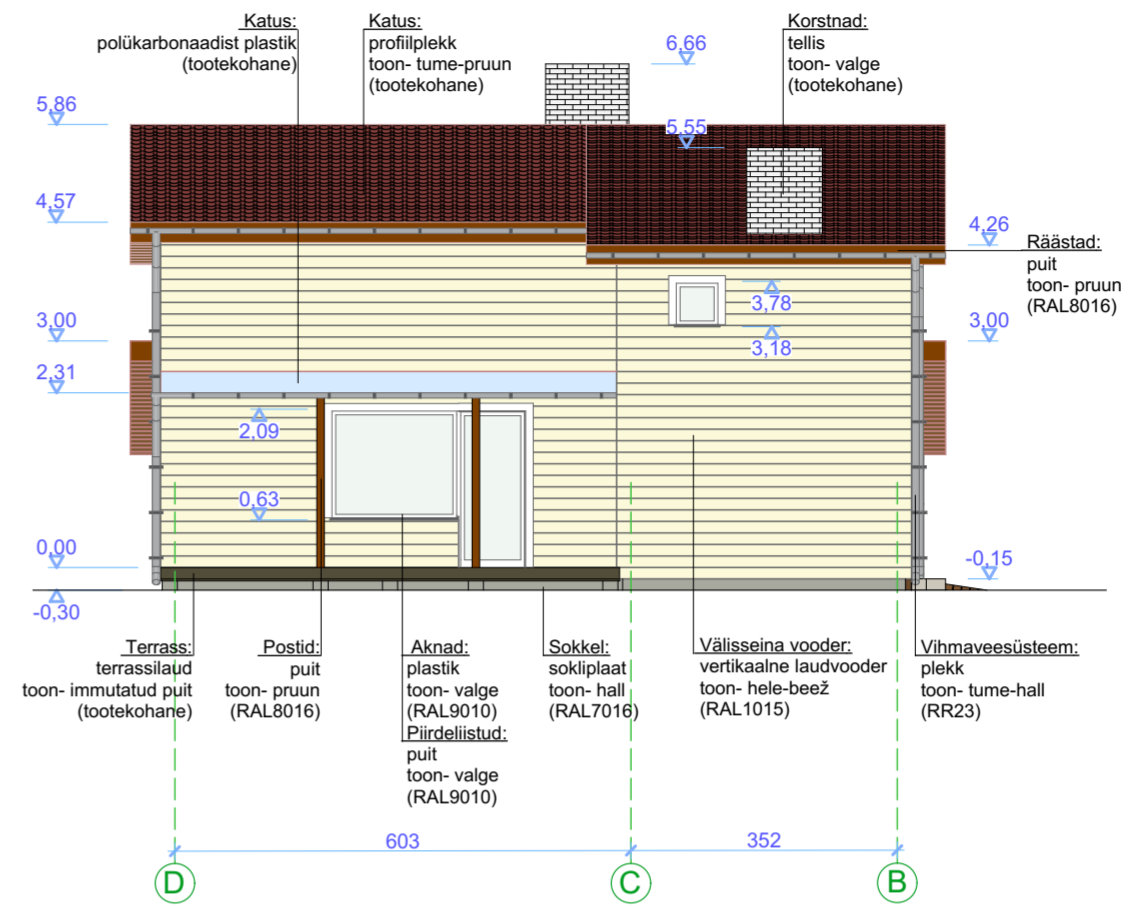 Katus:
polükarbonaadist plastik
(tootekohane)
Katus:
profiilplekk
toon- tume-pruun
(tootekohane)
Korstnad:
tellis
toon- valge
(tootekohane)
6,66
5,86
5,55
4,57
4,26
Räästad:
puit
toon- pruun
(RAL8016)
3,78
3,18
3,00
3,00
2,31
2,09
0,63
0,00
-0,15
-0,30
Terrass:
terrassilaud
toon- immutatud puit
(tootekohane)
Postid:
puit
toon- pruun
(RAL8016)
Aknad:
plastik
toon- valge
(RAL9010)
Piirdeliistud:
puit
toon- valge
(RAL9010)
Sokkel:
sokliplaat
toon- hall
(RAL7016)
Välisseina vooder:
vertikaalne laudvooder
toon- hele-beež
(RAL1015)
Vihmaveesüsteem:
plekk
toon- tume-hall
(RR23)
603
352
D
C
B